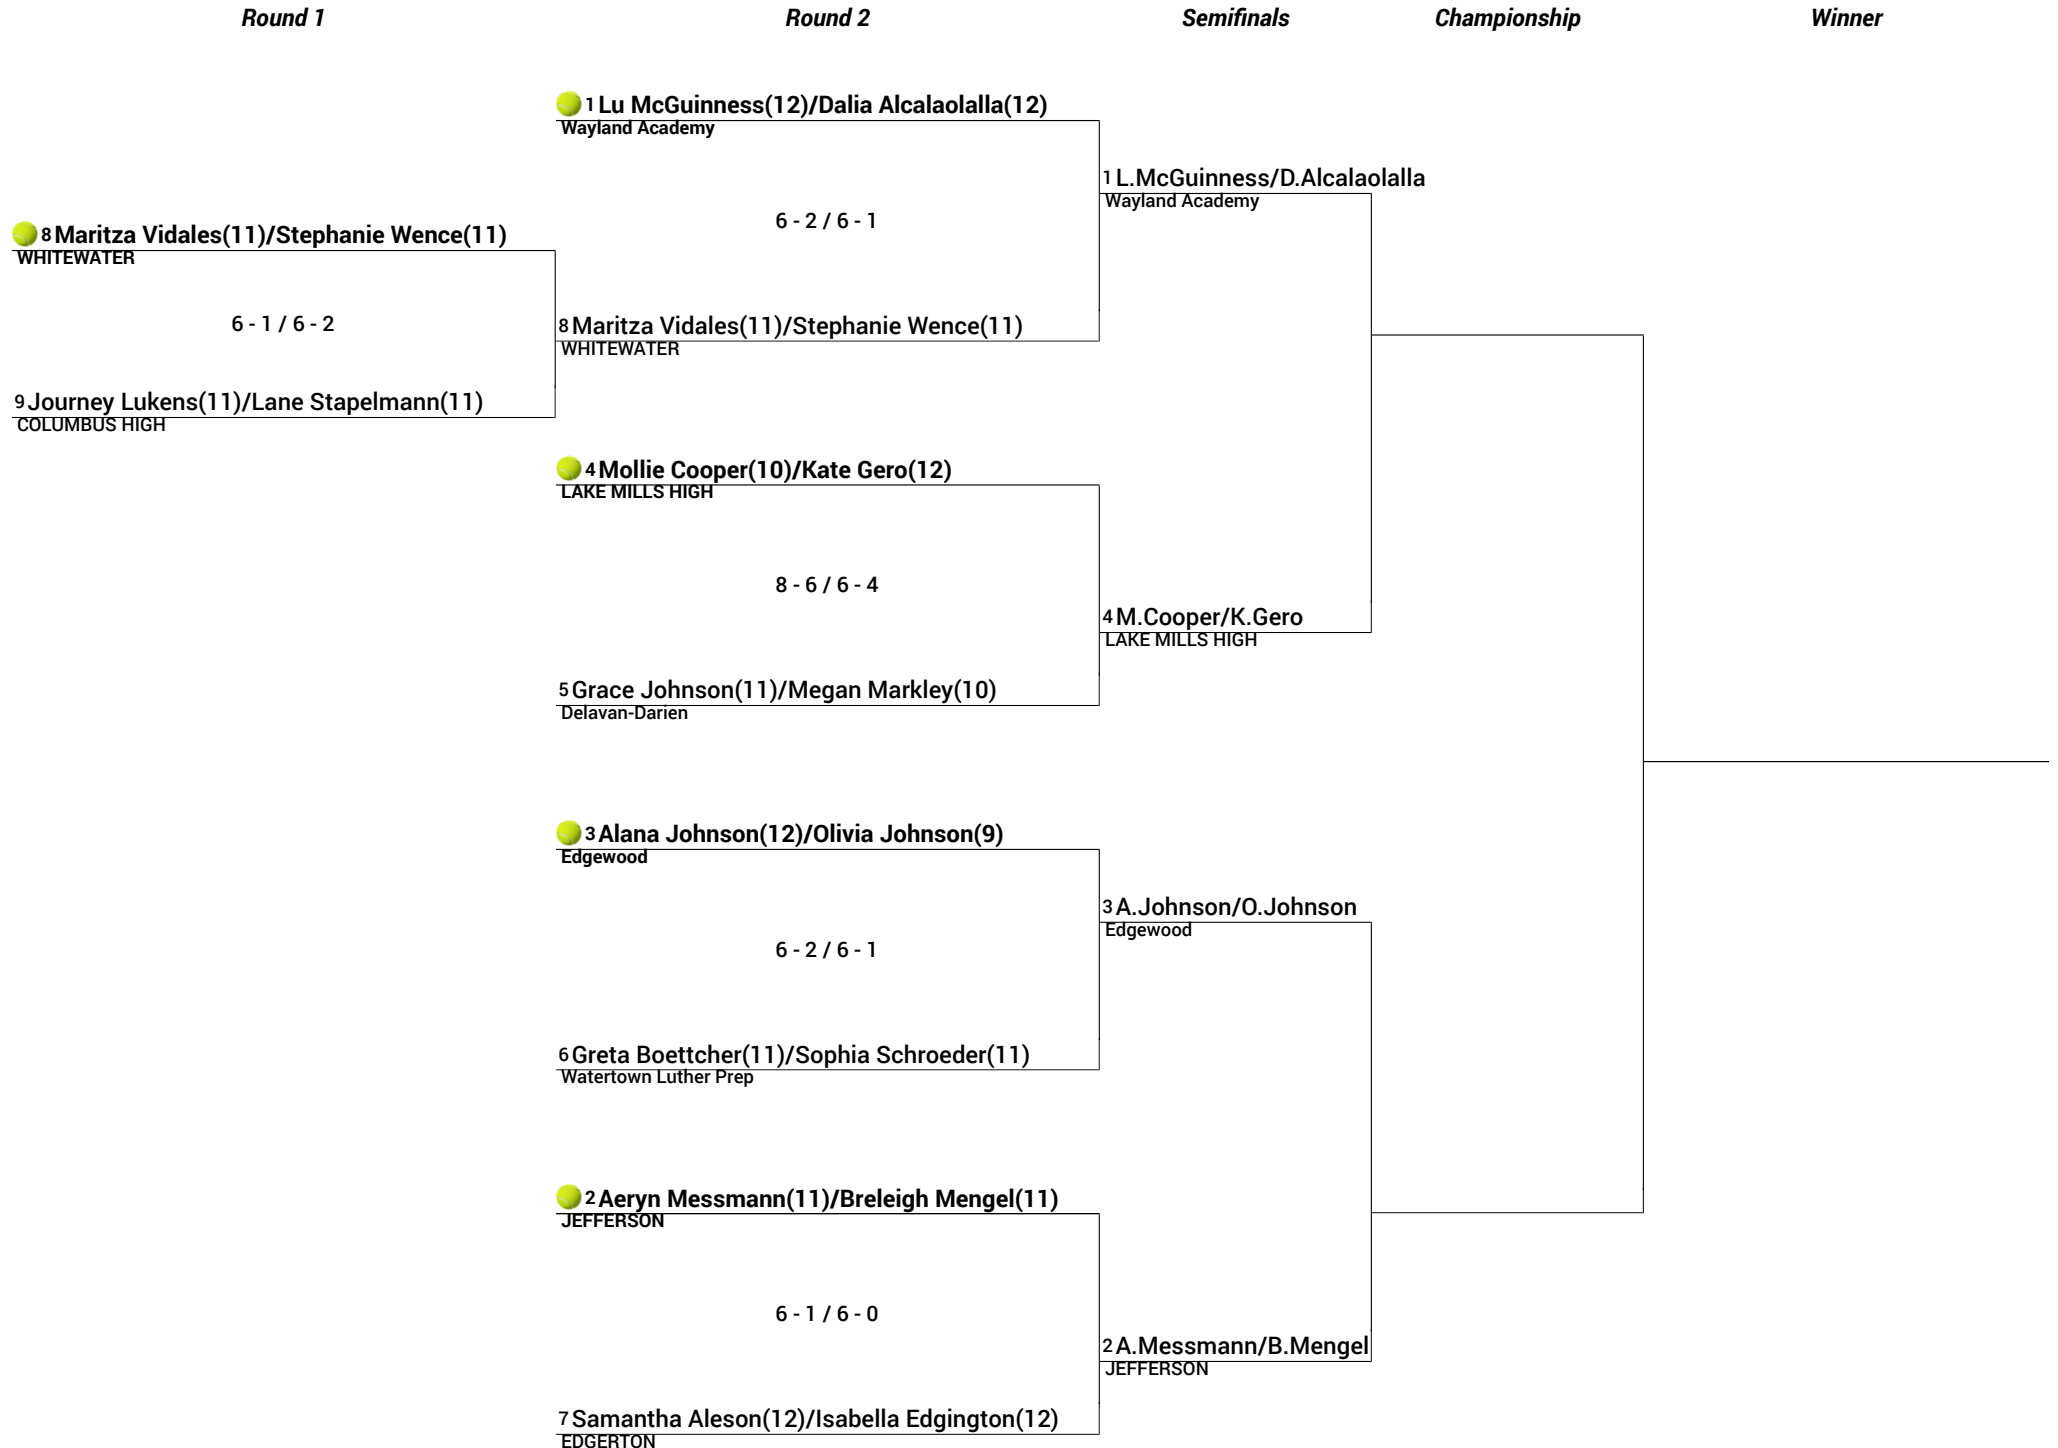 Round 1
Round 2
Semifinals
Championship
Winner
1 Lu McGuinness(12)/Dalia Alcalaolalla(12)
Wayland Academy
1 L.McGuinness/D.Alcalaolalla
Wayland Academy
6 - 2 / 6 - 1
8 Maritza Vidales(11)/Stephanie Wence(11)
WHITEWATER
6 - 1 / 6 - 2
8 Maritza Vidales(11)/Stephanie Wence(11)
WHITEWATER
9 Journey Lukens(11)/Lane Stapelmann(11)
COLUMBUS HIGH
4 Mollie Cooper(10)/Kate Gero(12)
LAKE MILLS HIGH
8 - 6 / 6 - 4
4 M.Cooper/K.Gero
LAKE MILLS HIGH
5 Grace Johnson(11)/Megan Markley(10)
Delavan-Darien
3 Alana Johnson(12)/Olivia Johnson(9)
Edgewood
3 A.Johnson/O.Johnson
Edgewood
6 - 2 / 6 - 1
6 Greta Boettcher(11)/Sophia Schroeder(11)
Watertown Luther Prep
2 Aeryn Messmann(11)/Breleigh Mengel(11)
JEFFERSON
6 - 1 / 6 - 0
2 A.Messmann/B.Mengel
JEFFERSON
7 Samantha Aleson(12)/Isabella Edgington(12)
EDGERTON